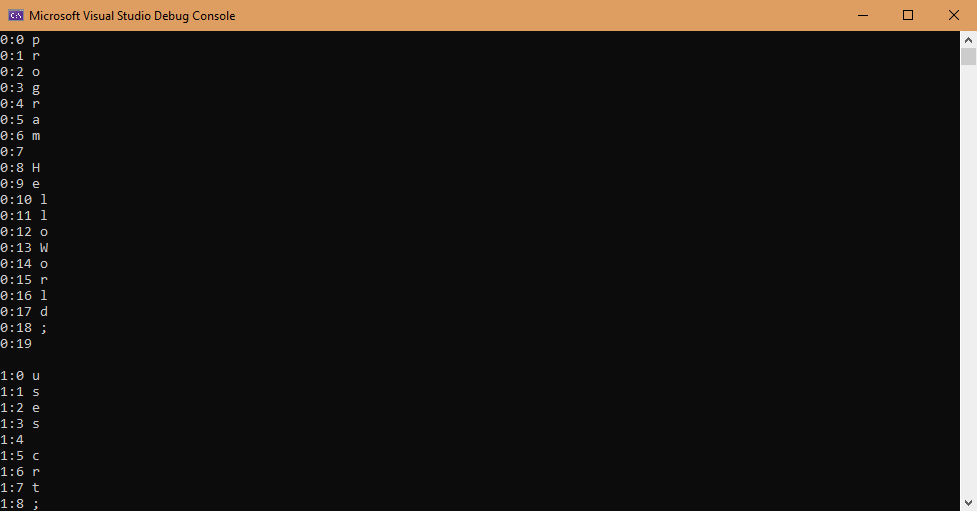 Microsoft Visual Studio Debug Console
0:0 p
0:1 r
0:2 o
0:3 g
0:4 r
0:5 a
0:6 m
0:7
0:8 H
0:9 e
0:10 l
0:11 l
0:12 o
0:13 W
0:14 o
0:15 r
0:16 l
0:17 d
0:18 ;
0:19
1:0 u
1:1 s
1:2 e
1:3 s
1:4
1:5 c
1:6 r
1:7 t
1:8 ;